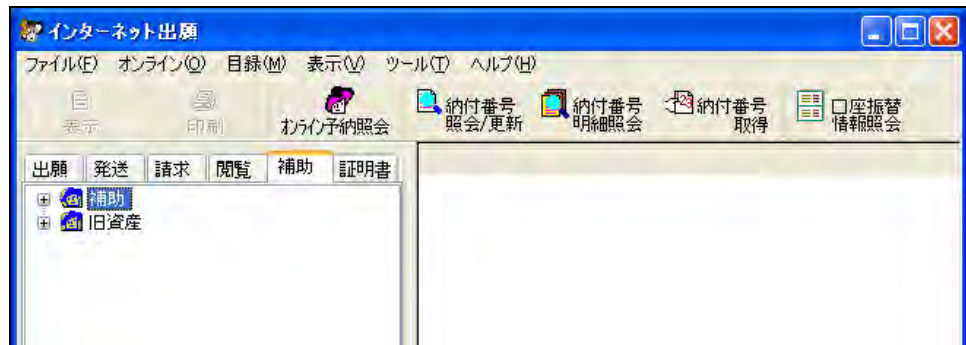 インターネット出願
ファイル(F) オンライン(O) 目録(M) 表示(V) ツール(T) ヘルプ(H)
表示 印刷 オンライン予納照会 納付番号照会/更新 納付番号明細照会 納付番号取得 口座振替情報照会
出願 発送 請求 閲覧 補助 証明書
補助
旧資産